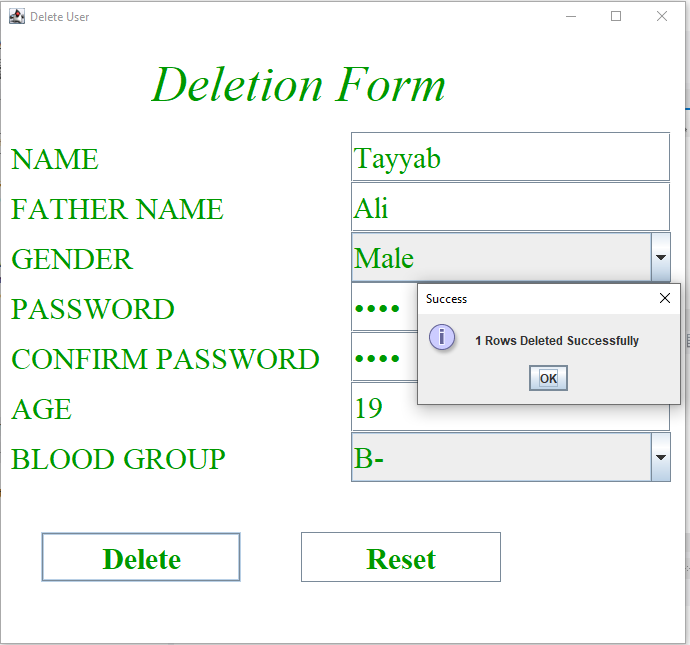 Delete User
Deletion Form
NAME Tayyab
FATHER NAME Ali
GENDER Male
PASSWORD ••••
Success
1 Rows Deleted Successfully
CONFIRM PASSWORD ••••
OK
AGE 19
BLOOD GROUP B-
Delete Reset